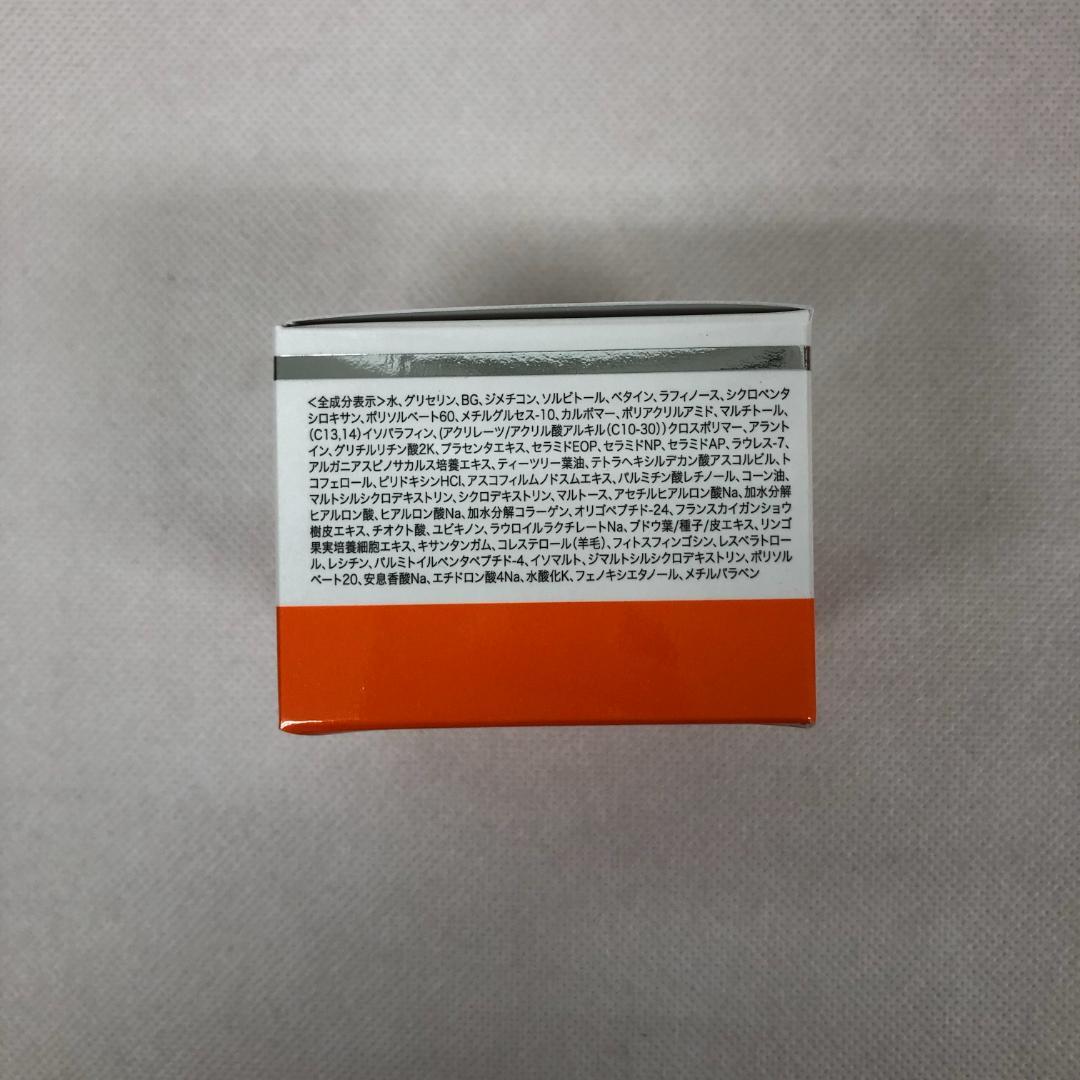 <全成分表示>水、グリセリン、BG、ジメチコン、ソルビトール、ベタイン、ラフィノース、シクロペンタ
シロキサン、ポリソルベート60、メチルグルセス-10、カルボマー、ポリアクリルアミド、マルチトール、
(C13,14)イソパラフィン、(アクリレーツ/アクリル酸アルキル(C10-30))クロスポリマー、アラント
イン、グリチルリチン酸2K、プラセンタエキス、セラミドEOP、セラミドNP、セラミドAP、ラウレス-7、
アルガニアスピノサカルス培養エキス、ティーツリー葉油、テトラヘキシルデカン酸アスコルビル、ト
コフェロール、ピリドキシンHCl、アスコフィルムノドスムエキス、パルミチン酸レチノール、コーン油、
マルトシルシクロデキストリン、シクロデキストリン、マルトース、アセチルヒアルロン酸Na、加水分解
ヒアルロン酸、ヒアルロン酸Na、加水分解コラーゲン、オリゴペプチド-24、フランスカイガンショウ
樹皮エキス、チオクト酸、ユビキノン、ラウロイルラクチレートNa、ブドウ葉/種子/皮エキス、リンゴ
果実培養細胞エキス、キサンタンガム、コレステロール(羊毛)、フィトスフィンゴシン、レスベラトロー
ル、レシチン、パルミトイルペンタペプチド-4、イソマルト、ジマルトシルシクロデキストリン、ポリソル
ベート20、安息香酸Na、エチドロン酸4Na、水酸化K、フェノキシエタノール、メチルパラベン